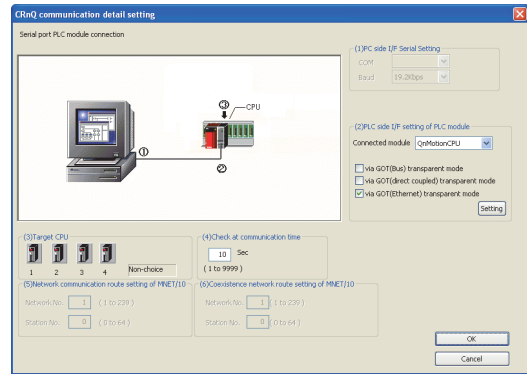 CRnQ communication detail setting
Serial port PLC module connection
CPU
①
②
③
(1)PC side I/F Serial Setting
COM
Baud 19.2Kbps
(2)PLC side I/F setting of PLC module
Connected module QnMotionCPU
via GOT(Bus) transparent mode
via GOT(direct coupled) transparent mode
via GOT(Ethernet) transparent mode
Setting
(3)Target CPU
1 2 3 4 Non-choice
(4)Check at communication time
10 Sec
( 1 to 9999 )
(5)Network communication route setting of MNET/10
Network No. 1 ( 1 to 239 )
Station No. 0 ( 0 to 64 )
(6)Coexistence network route setting of MNET/10
Network No. 1 ( 1 to 239 )
Station No. 0 ( 0 to 64 )
OK
Cancel